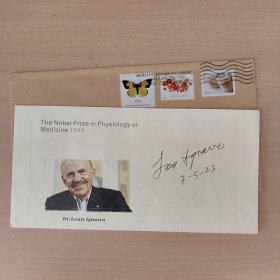 The Nobel Prize in Physiology or
Medicine 1998
Lou Ignarro
7-5-23
Dr. Louis Ignarro